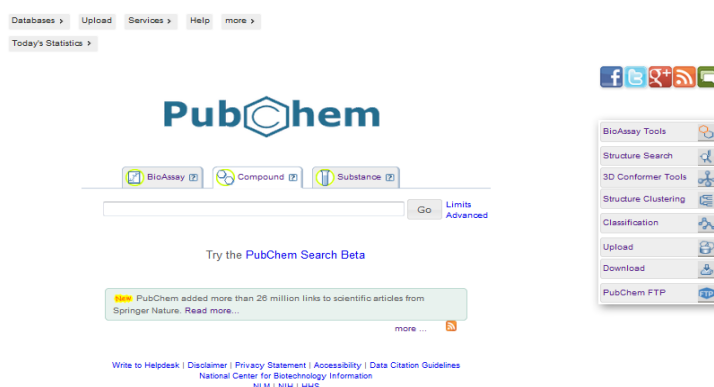 Databases > Upload Services > Help more >
Today's Statistics >
PubChem
BioAssay ? Compound ? Substance ?
Go
Limits
Advanced
Try the PubChem Search Beta
New PubChem added more than 26 million links to scientific articles from
Springer Nature. Read more...
more ...
Write to Helpdesk | Disclaimer | Privacy Statement | Accessibility | Data Citation Guidelines
National Center for Biotechnology Information
NLM | NIH | HHS
BioAssay Tools
Structure Search
3D Conformer Tools
Structure Clustering
Classification
Upload
Download
PubChem FTP
FTP